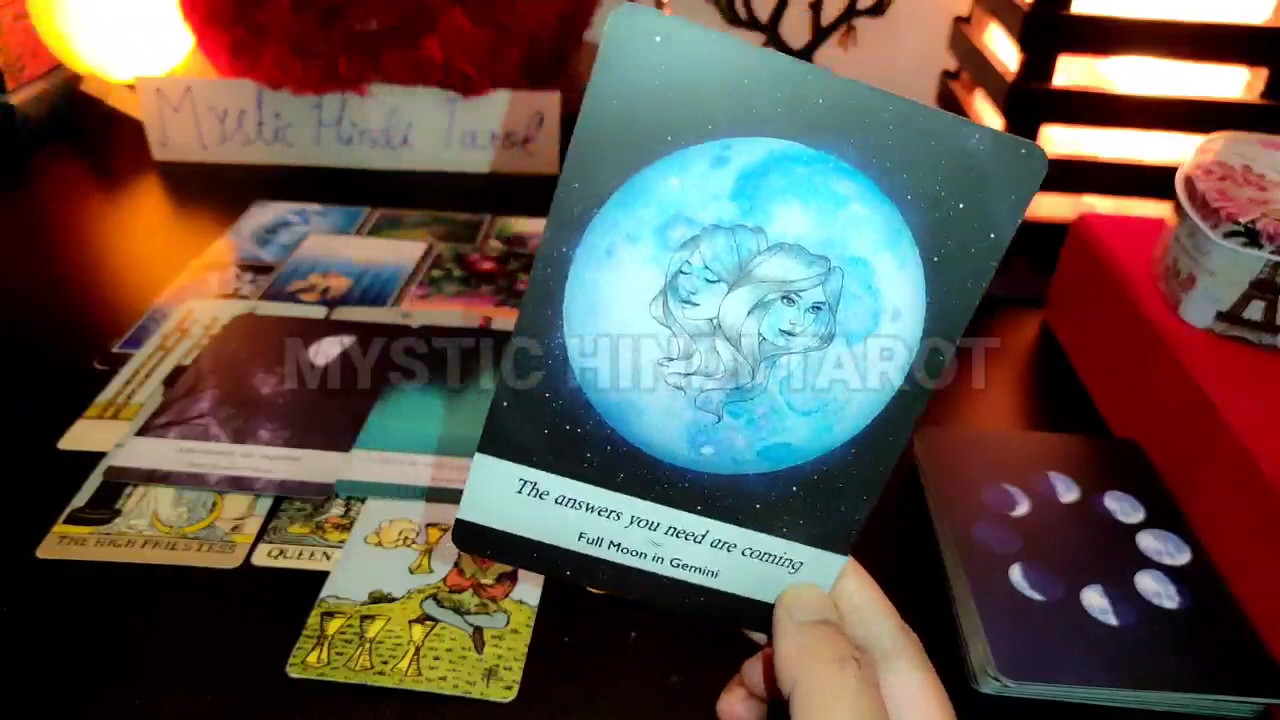 Mystic Hindi Tarot
MYSTIC HINDI TAROT
The answers you need are coming
Full Moon in Gemini
THE HIGH PRIESTESS
QUEEN